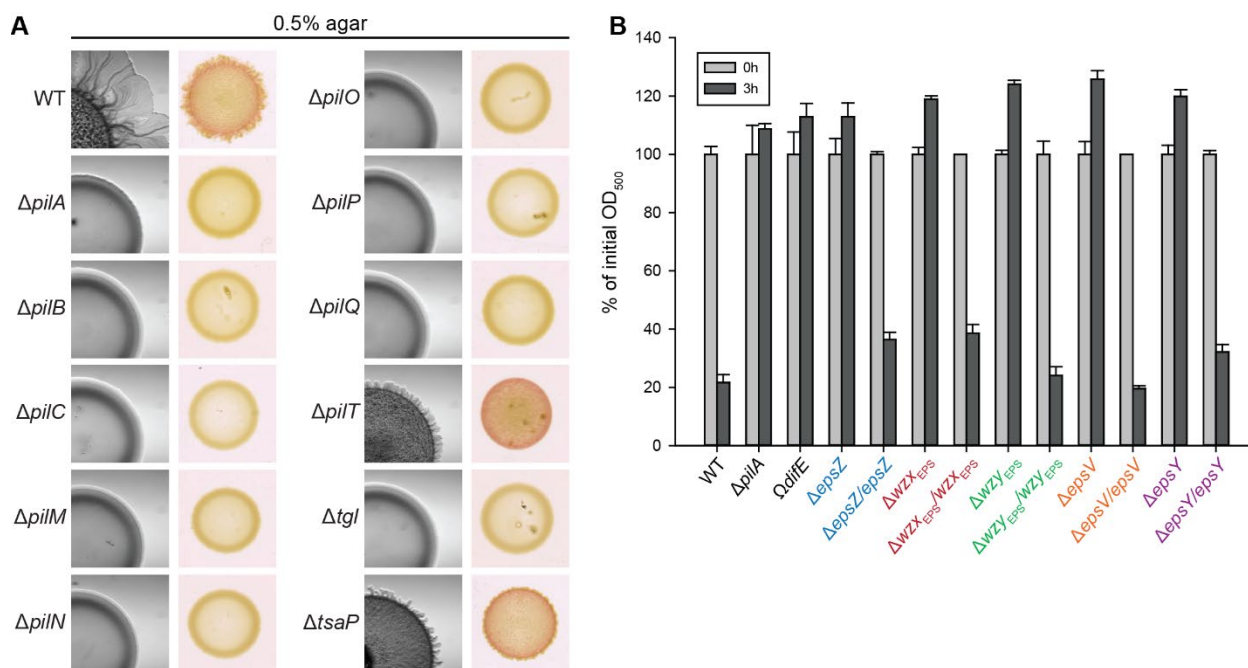 A
0.5% agar
WT
ΔpilA
ΔpilB
ΔpilC
ΔpilM
ΔpilN
ΔpilO
ΔpilP
ΔpilQ
ΔpilT
Δtgl
ΔtsaP
B
% of initial OD500
140
120
100
80
60
40
20
0
0h
3h
WT
ΔpilA
ΩdifE
ΔepsZ
ΔepsZ/epsZ
ΔwzxEPS
ΔwzxEPS/wzxEPS
ΔwzyEPS
ΔwzyEPS/wzyEPS
ΔepsV
ΔepsV/epsV
ΔepsY
ΔepsY/epsY